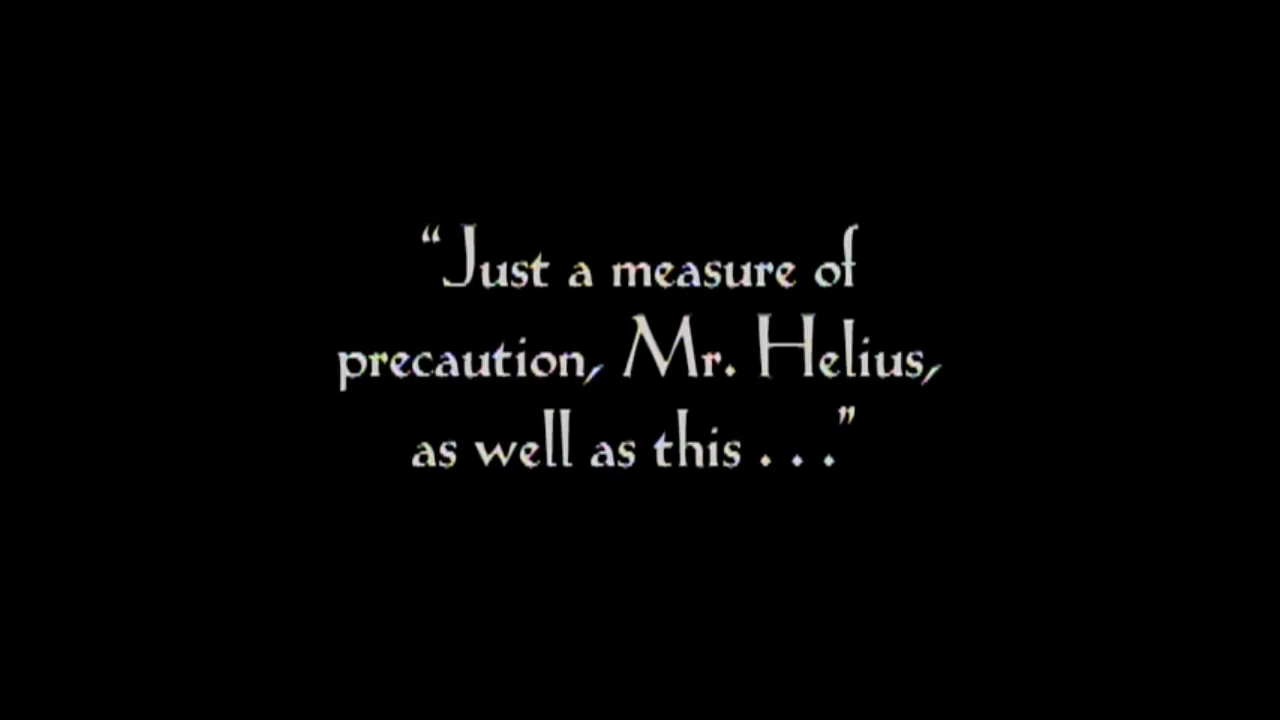 “Just a measure of
precaution, Mr. Helius,
as well as this . . .”